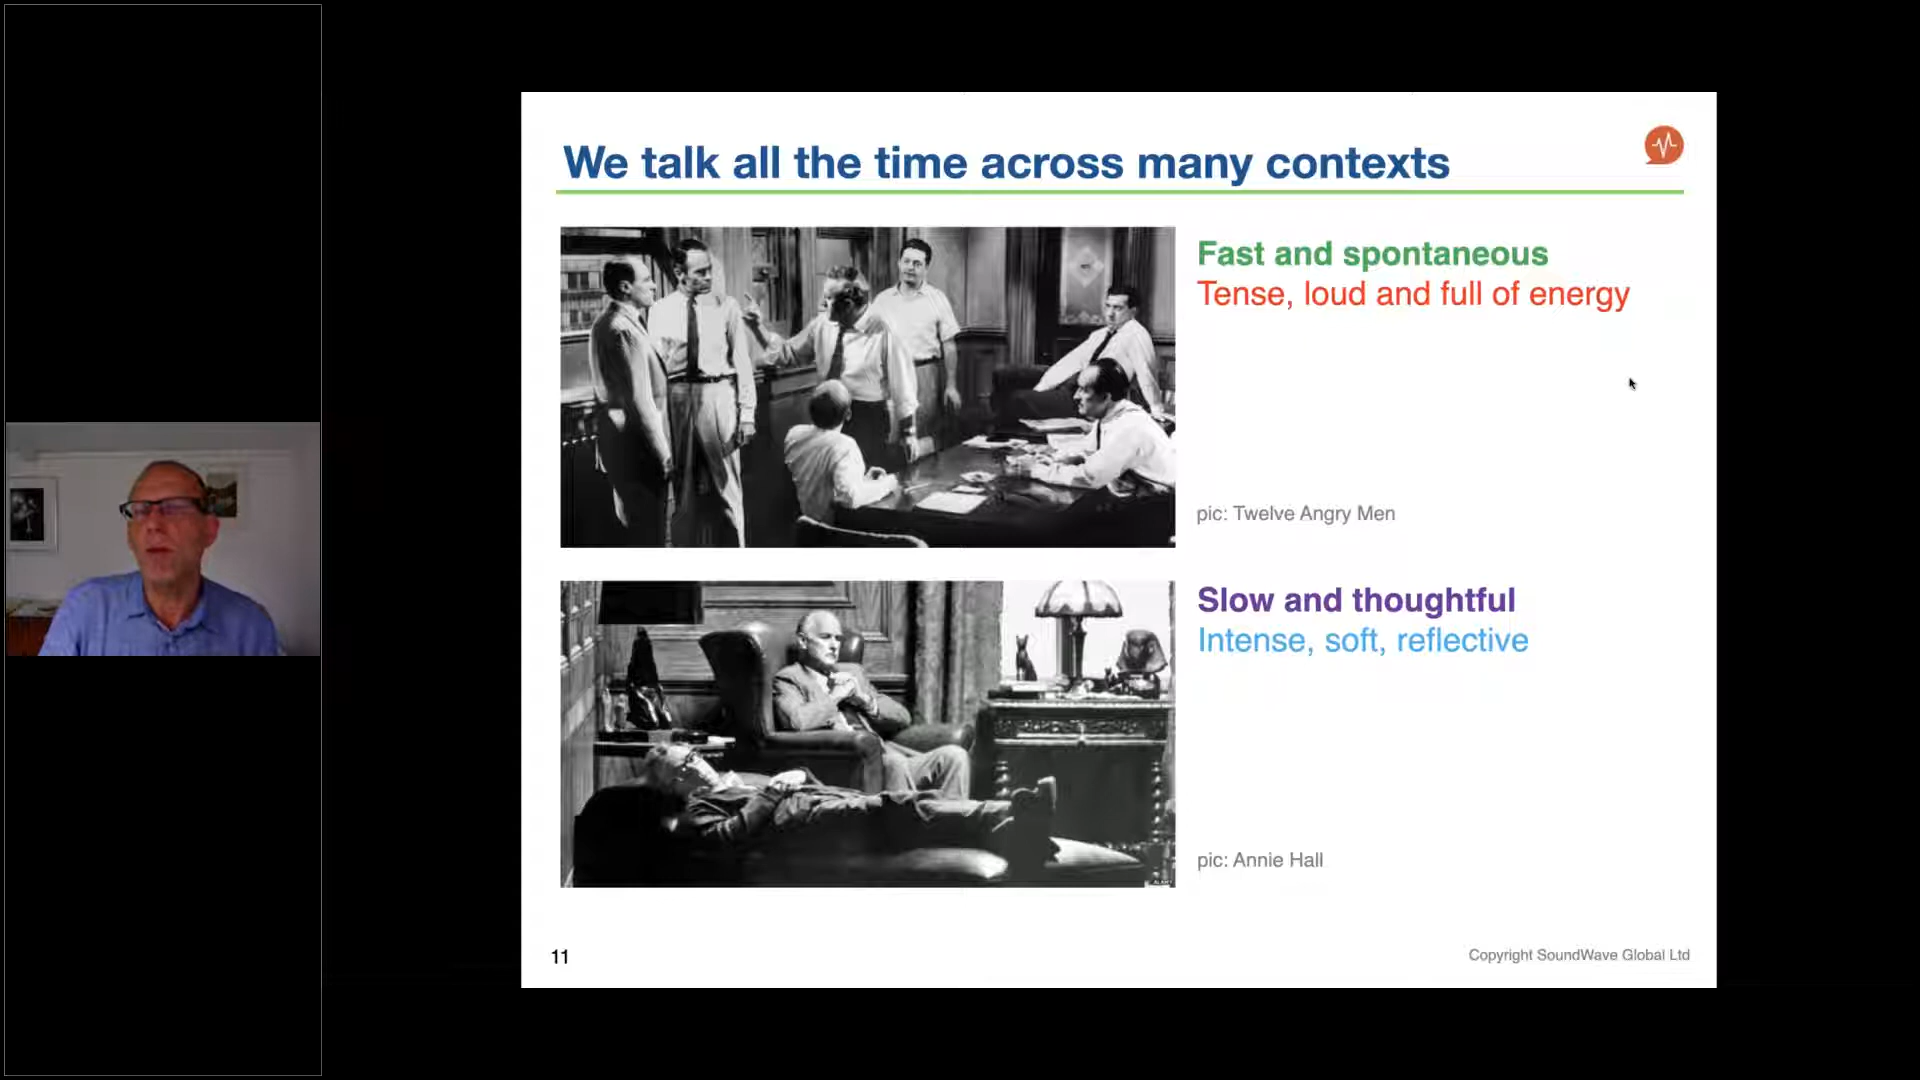 We talk all the time across many contexts
Fast and spontaneous
Tense, loud and full of energy
pic: Twelve Angry Men
Slow and thoughtful
Intense, soft, reflective
pic: Annie Hall
11
Copyright SoundWave Global Ltd